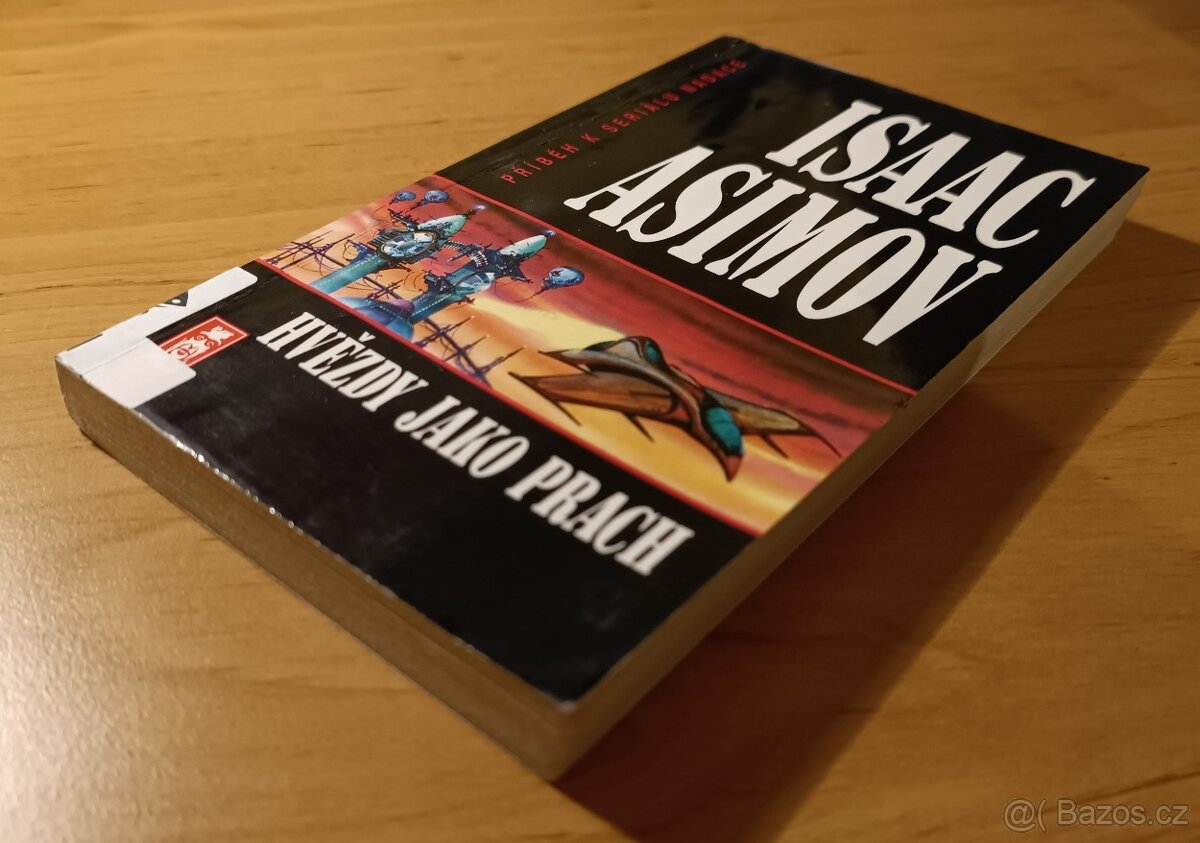 PŘÍBĚH K SERIÁLU NADACE
ISAAC
ASIMOV
HVĚZDY JAKO PRACH
@( Bazos.cz